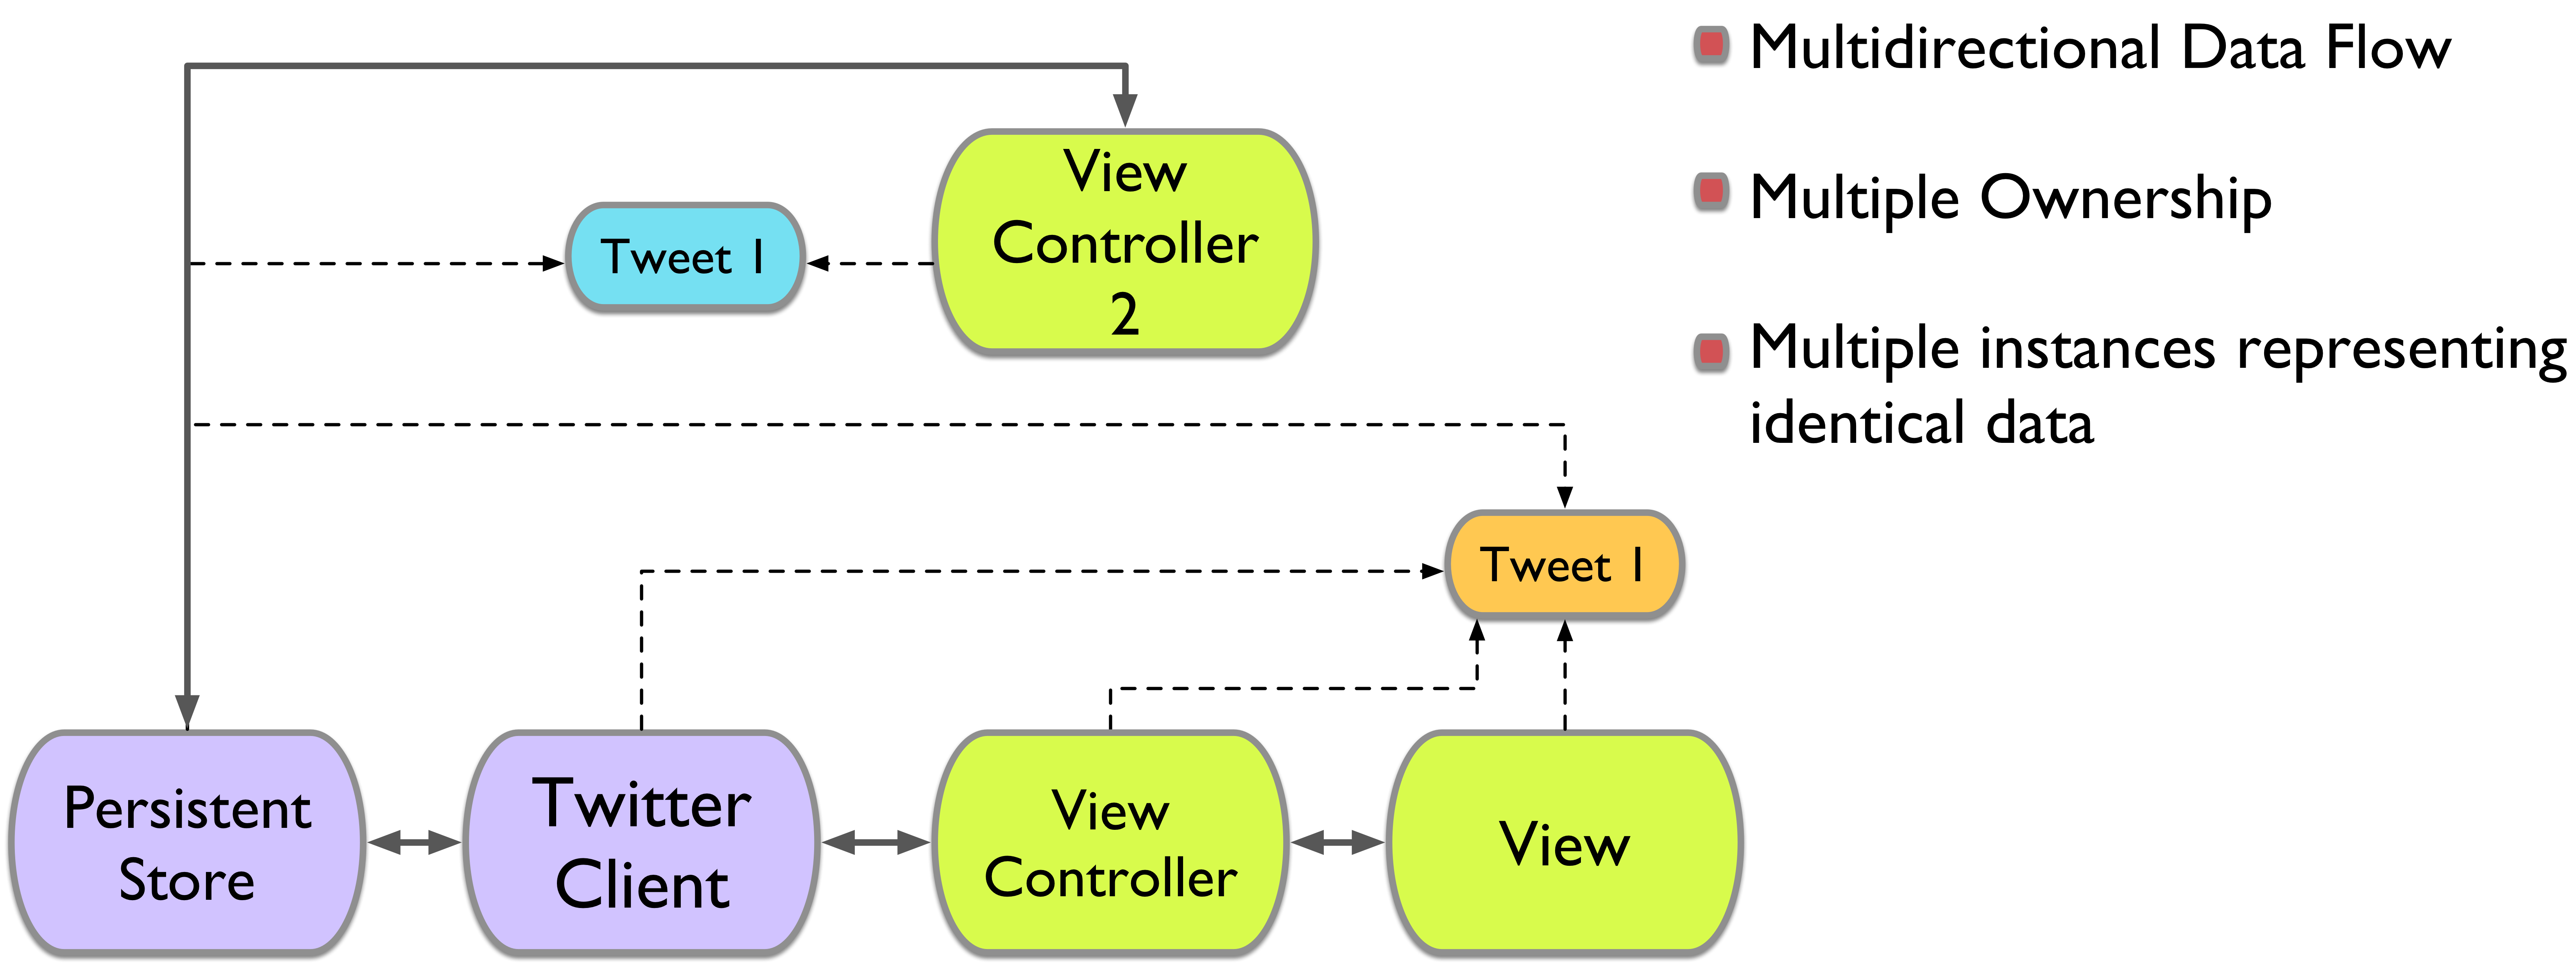 Multidirectional Data Flow
Multiple Ownership
Multiple instances representing
identical data
View
Controller
2
Tweet 1
Tweet 1
Persistent
Store
Twitter
Client
View
Controller
View